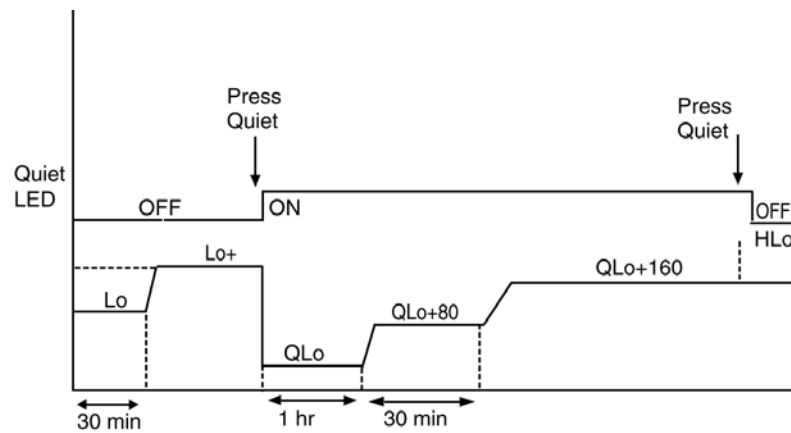 Press
Quiet
Press
Quiet
Quiet
LED
OFF
ON
OFF
HLo
Lo+
QLo+160
Lo
QLo+80
QLo
30 min
1 hr
30 min